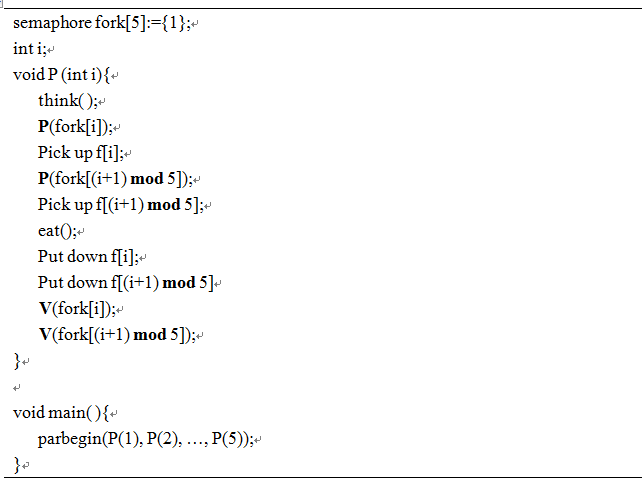 semaphore fork[5]:={1};↵
int i;↵
void P (int i){↵
think( );↵
P(fork[i]);↵
Pick up f[i];↵
P(fork[(i+1) mod 5]);↵
Pick up f[(i+1) mod 5];↵
eat();↵
Put down f[i];↵
Put down f[(i+1) mod 5]↵
V(fork[i]);↵
V(fork[(i+1) mod 5]);↵
}↵
↵
void main( ){↵
parbegin(P(1), P(2), …, P(5));↵
}↵